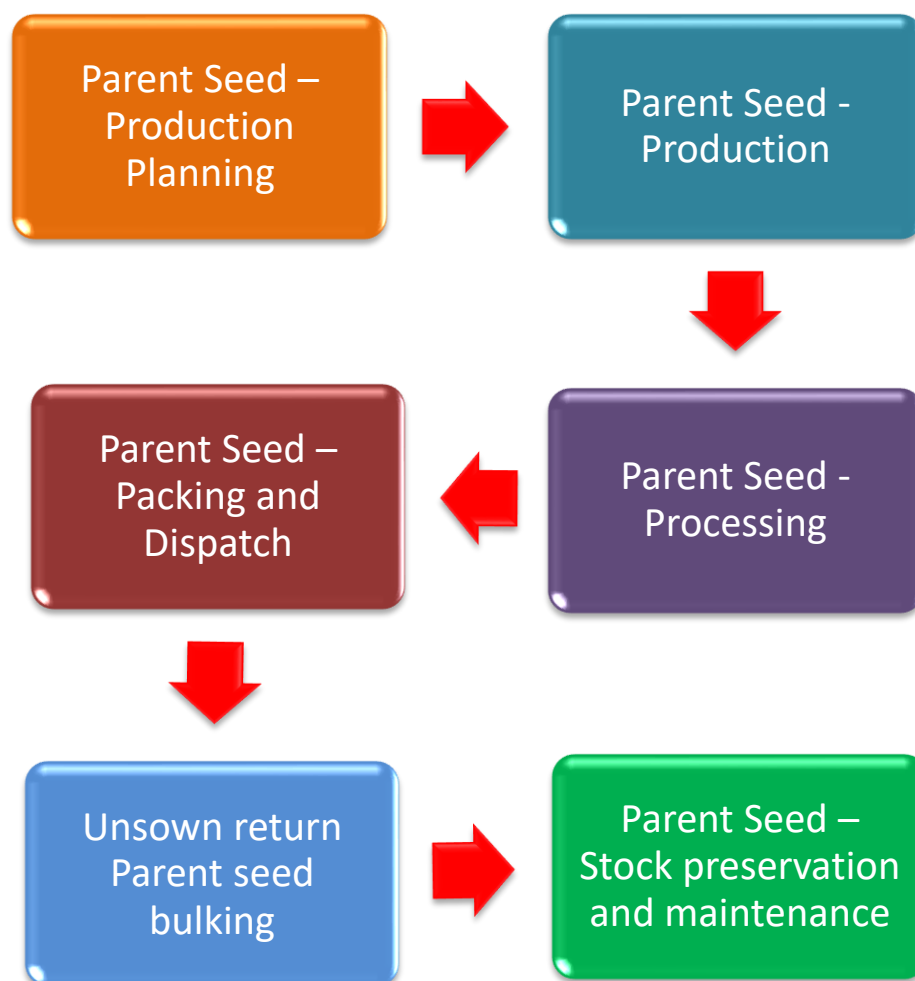 Parent Seed –
Production
Planning
Parent Seed -
Production
Parent Seed -
Processing
Parent Seed –
Packing and
Dispatch
Unsown return
Parent seed
bulking
Parent Seed –
Stock preservation
and maintenance